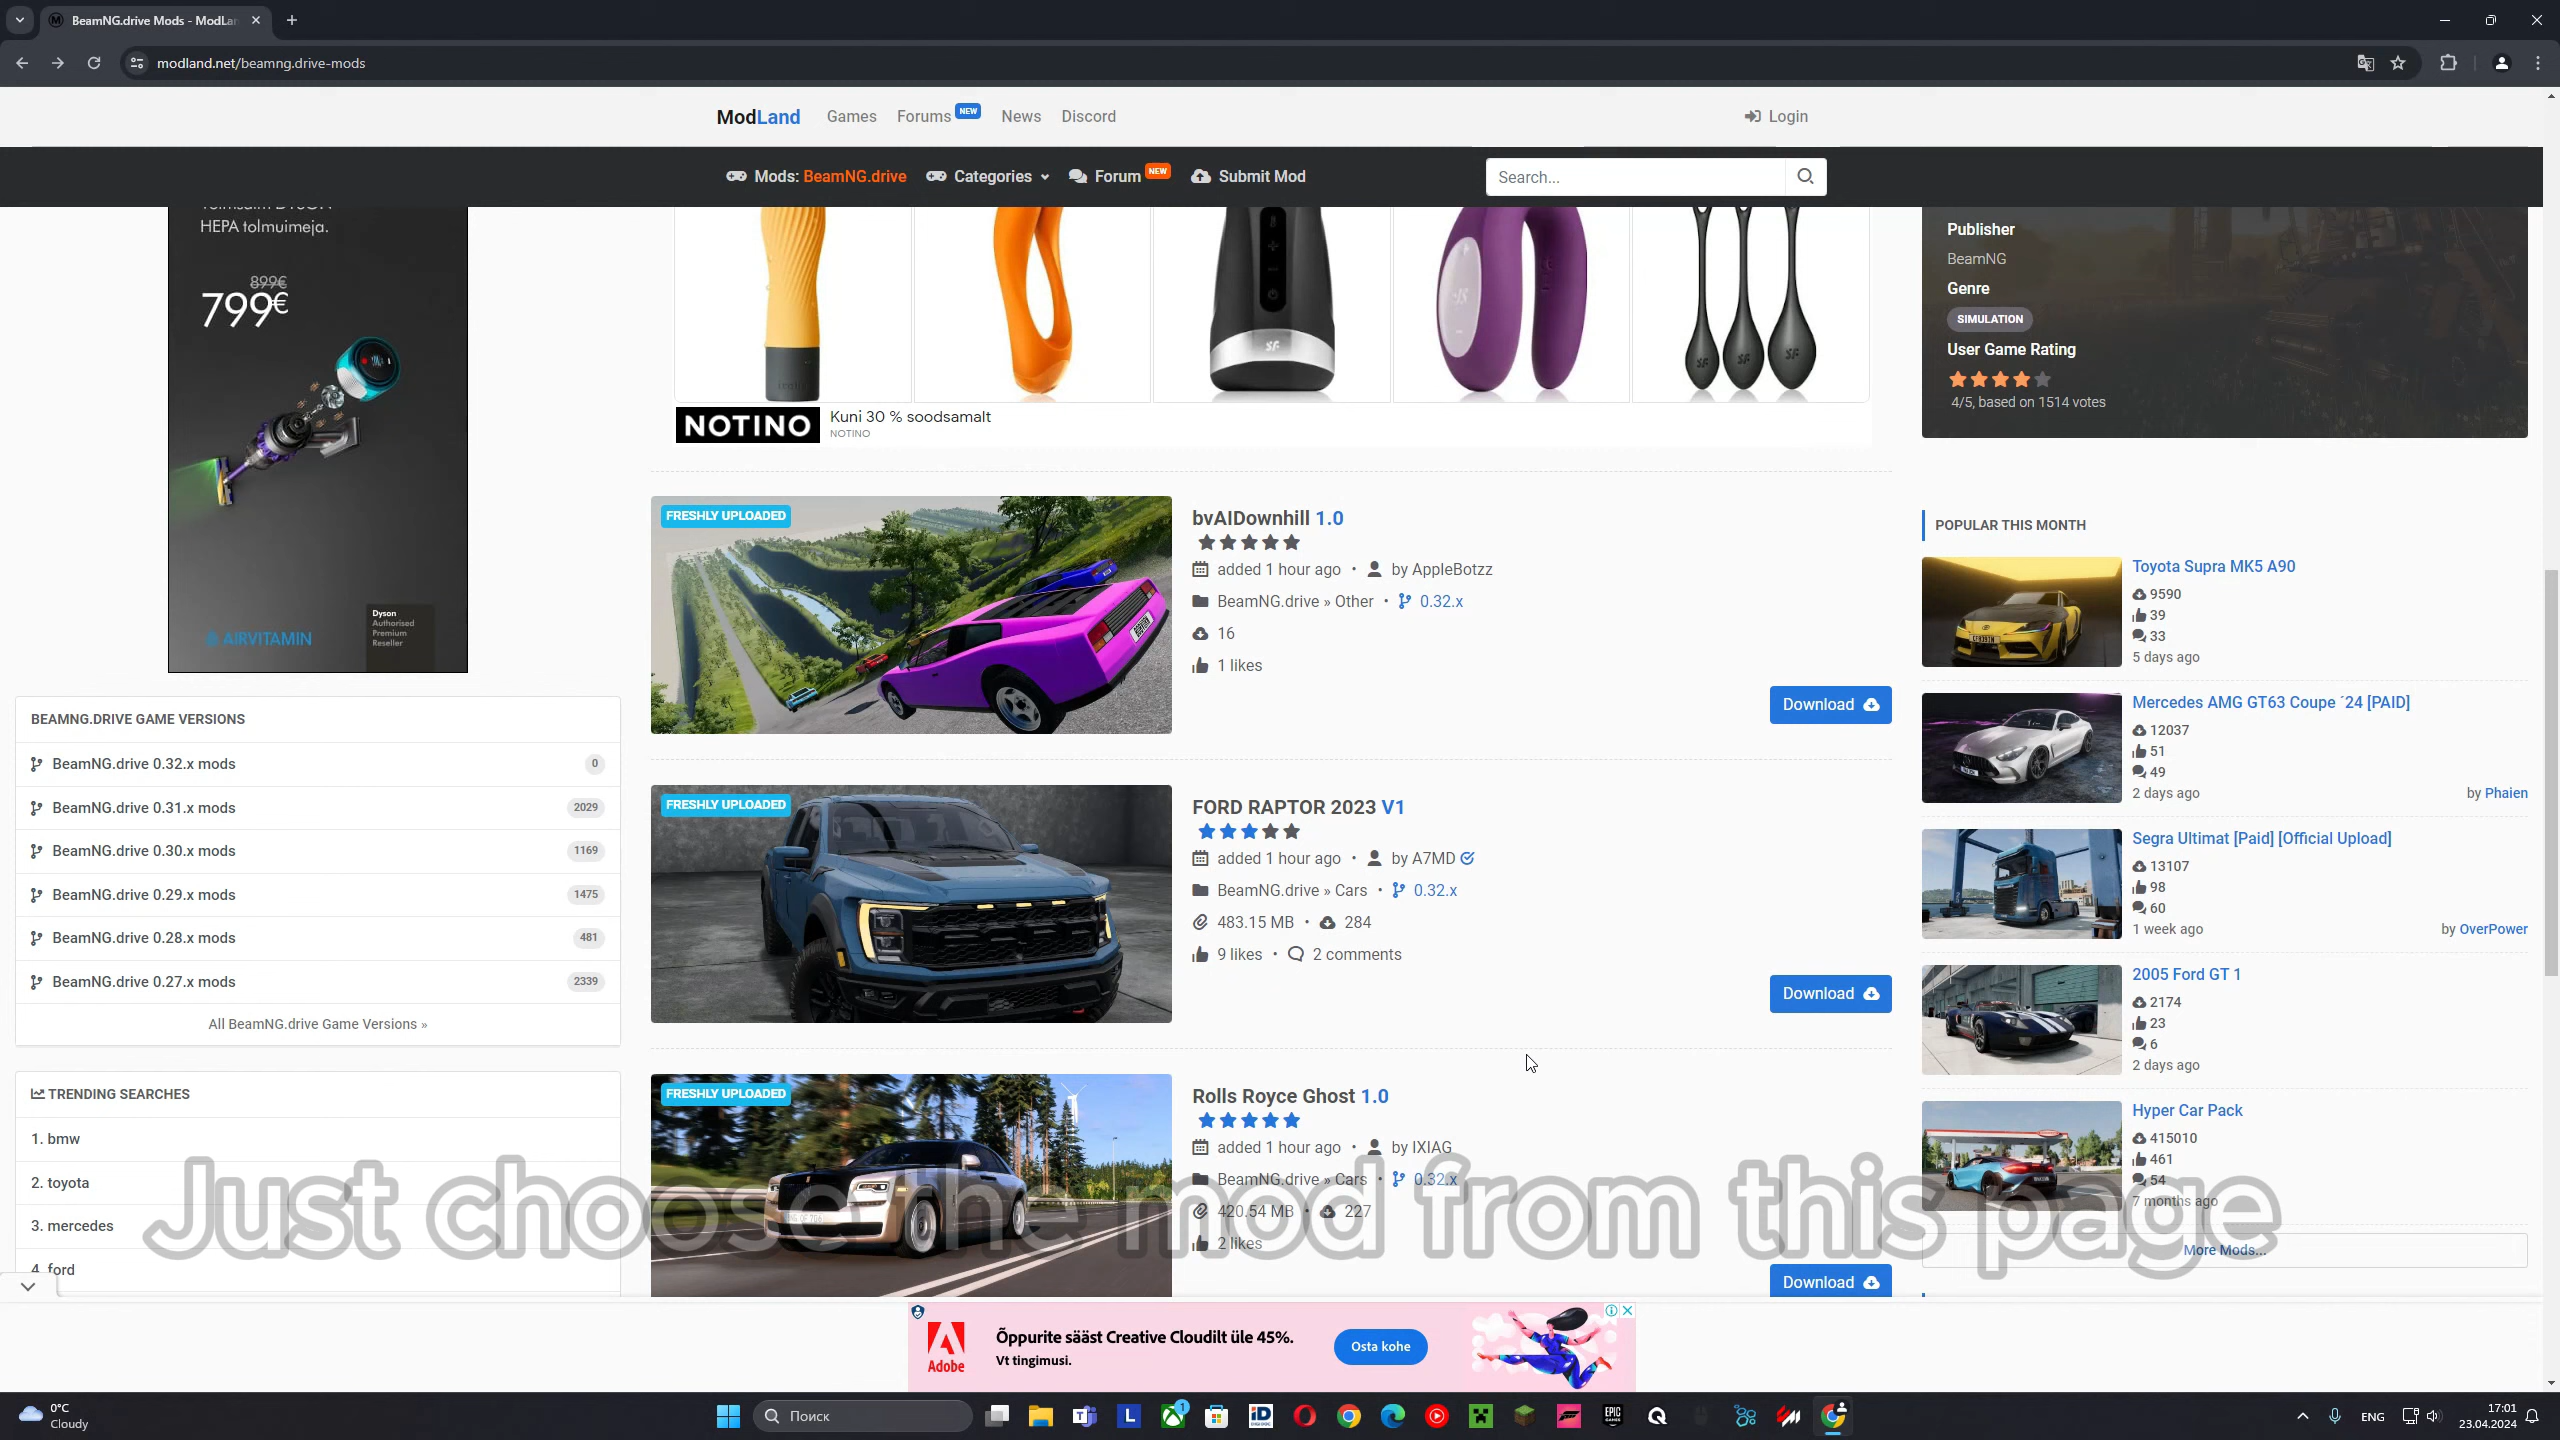 BeamNG.drive Mods - ModLan
modland.net/beamng.drive-mods
ModLand
Games
Forums
NEW
News
Discord
Login
Mods: BeamNG.drive
Categories
Forum
NEW
Submit Mod
Search...
HEPA tolmuimeja.
899€
799€
AIRVITAMIN
Dyson
Authorised
Premium
Reseller
NOTINO
Kuni 30 % soodsamalt
NOTINO
Publisher
BeamNG
Genre
SIMULATION
User Game Rating
4/5, based on 1514 votes
BEAMNG.DRIVE GAME VERSIONS
BeamNG.drive 0.32.x mods 0
BeamNG.drive 0.31.x mods 2029
BeamNG.drive 0.30.x mods 1169
BeamNG.drive 0.29.x mods 1475
BeamNG.drive 0.28.x mods 481
BeamNG.drive 0.27.x mods 2339
All BeamNG.drive Game Versions »
TRENDING SEARCHES
1. bmw
2. toyota
3. mercedes
4. ford
FRESHLY UPLOADED
bvAIDownhill 1.0
added 1 hour ago • by AppleBotzz
BeamNG.drive » Other • 0.32.x
16
1 likes
Download
FRESHLY UPLOADED
FORD RAPTOR 2023 V1
added 1 hour ago • by A7MD
BeamNG.drive » Cars • 0.32.x
483.15 MB • 284
9 likes • 2 comments
Download
FRESHLY UPLOADED
Rolls Royce Ghost 1.0
added 1 hour ago • by IXIAG
BeamNG.drive » Cars • 0.32.x
420.54 MB • 227
2 likes
Download
POPULAR THIS MONTH
Toyota Supra MK5 A90
9590
39
33
5 days ago
Mercedes AMG GT63 Coupe ´24 [PAID]
12037
51
49
2 days ago
by Phaien
Segra Ultimat [Paid] [Official Upload]
13107
98
60
1 week ago
by OverPower
2005 Ford GT 1
2174
23
6
2 days ago
Hyper Car Pack
415010
461
54
7 months ago
More Mods...
Just choose the mod from this page
Adobe
Õppurite sääst Creative Cloudilt üle 45%.
Vt tingimusi.
Osta kohe
0°C
Cloudy
Поиск
1
EPIC
GAMES
ENG
17:01
23.04.2024